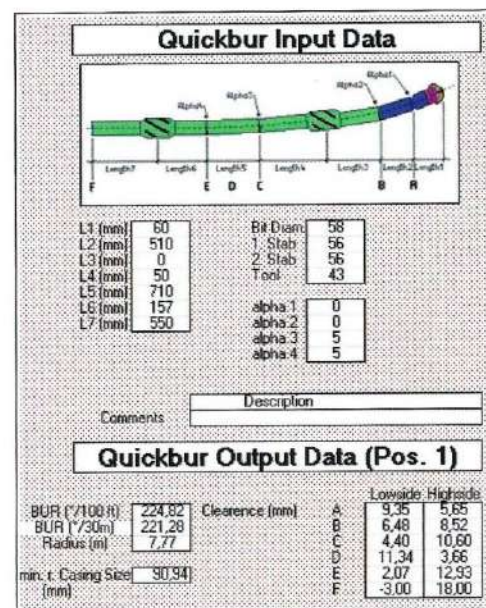 Quickbur Input Data
Alpha1
Alpha2
Alpha3
Alpha4
Length7 Length6 Length5 Length4 Length3 Length2 Length1
F E D C B A
L1 (mm) 60
L2 (mm) 510
L3 (mm) 0
L4 (mm) 50
L5 (mm) 710
L6 (mm) 157
L7 (mm) 550
Bit Diam. 58
1. Stab 56
2. Stab 56
Tool 43
alpha 1 0
alpha 2 0
alpha 3 5
alpha 4 5
Description
Comments
Quickbur Output Data (Pos. 1)
BUR (°/100 ft) 224,82
BUR (°/30m) 221,28
Radius (m) 7,77
min. r. Casing Size 90,94
(mm)
Clearence (mm)
Lowside Highside
A 9,35 5,65
B 6,48 8,52
C 4,40 10,60
D 11,34 3,66
E 2,07 12,93
F -3,00 18,00